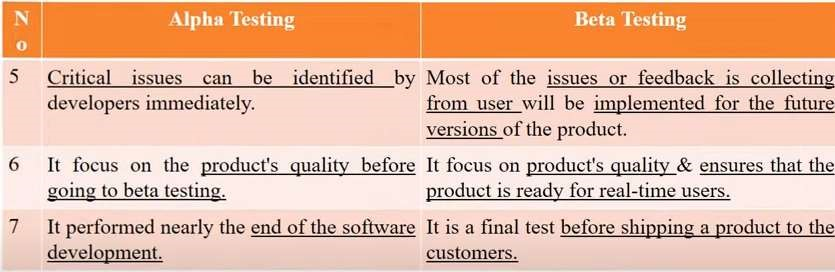 No Alpha Testing Beta Testing
5 Critical issues can be identified by
developers immediately.
Most of the issues or feedback is collecting
from user will be implemented for the future
versions of the product.
6 It focus on the product's quality before
going to beta testing.
It focus on product's quality & ensures that the
product is ready for real-time users.
7 It performed nearly the end of the software
development.
It is a final test before shipping a product to the
customers.